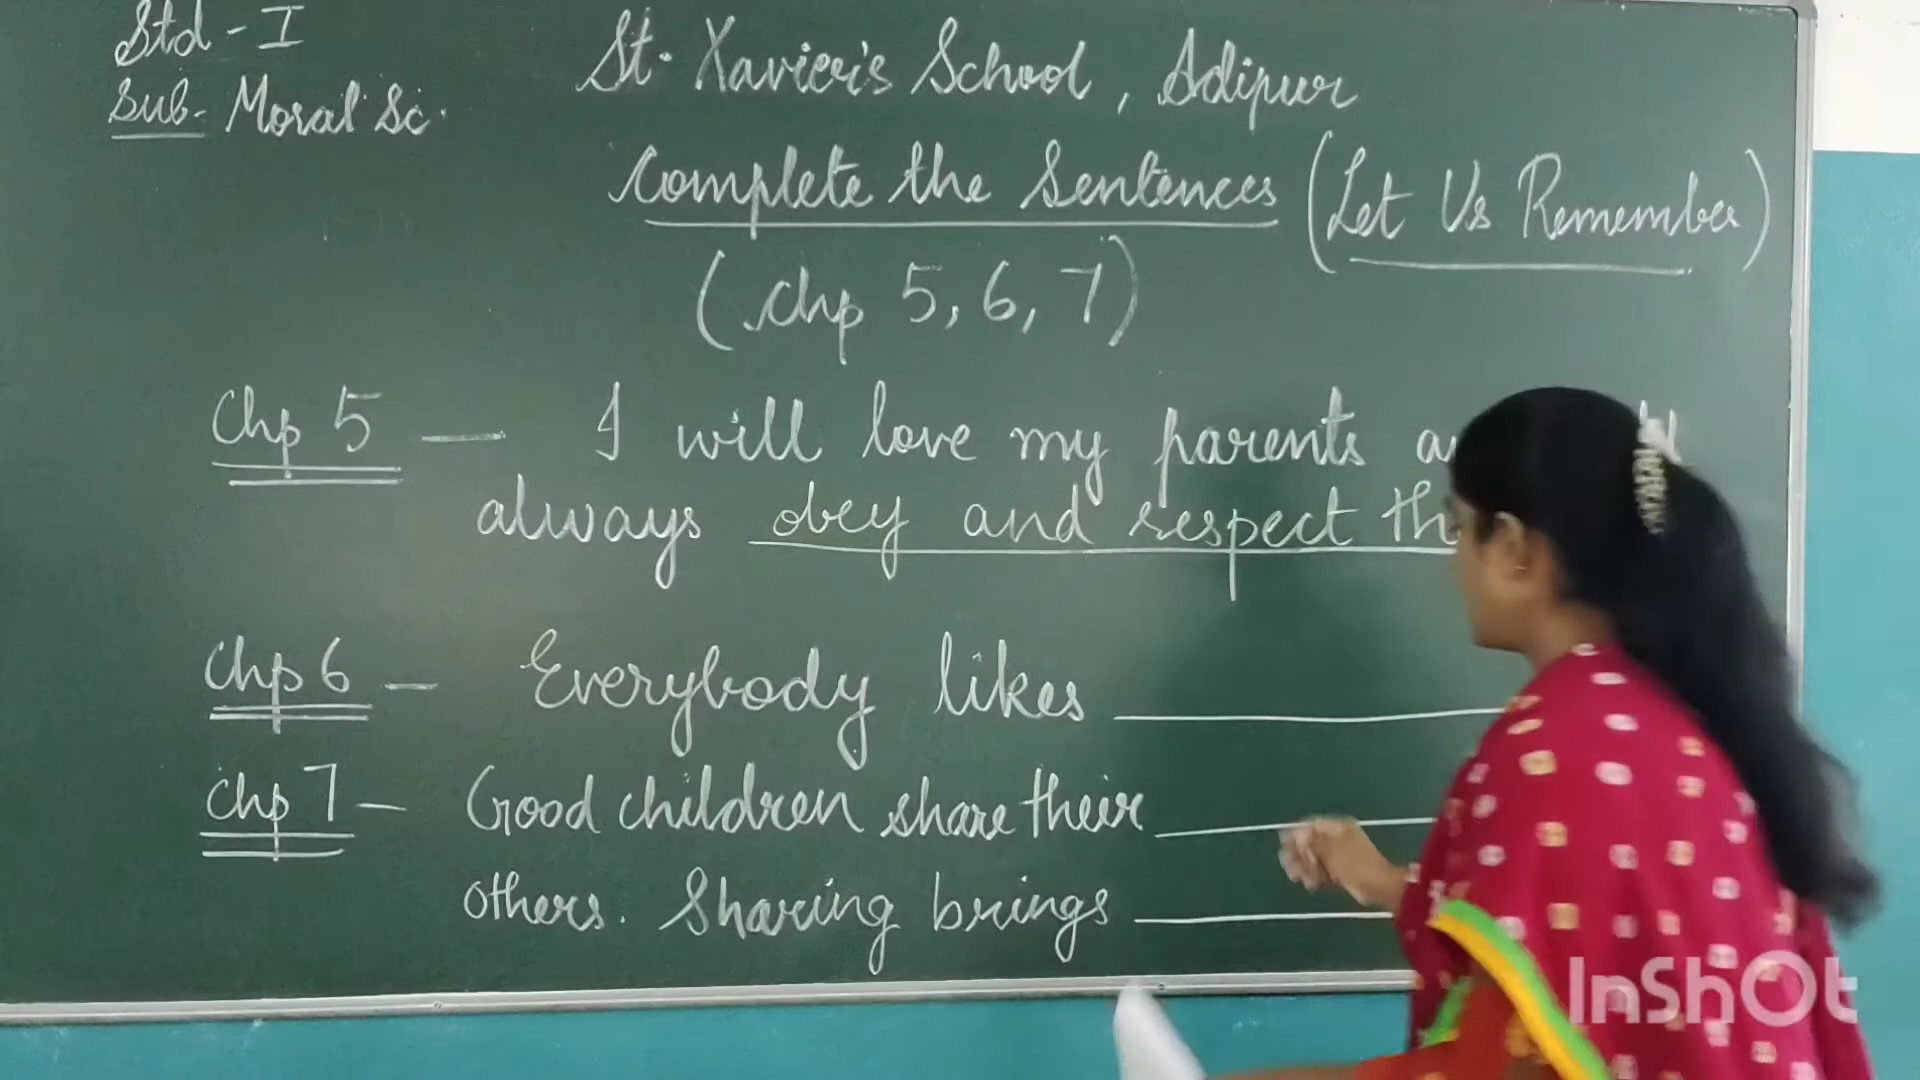 Std - I
Sub- Moral Sc.
St. Xavier's School, Adipur
Complete the Sentences (Let Us Remember)
(Chp 5, 6, 7)
Chp 5 — I will love my parents
always obey and respect
Chp 6 — Everybody likes
Chp 7 — Good children share their
others. Sharing brings
InShOt